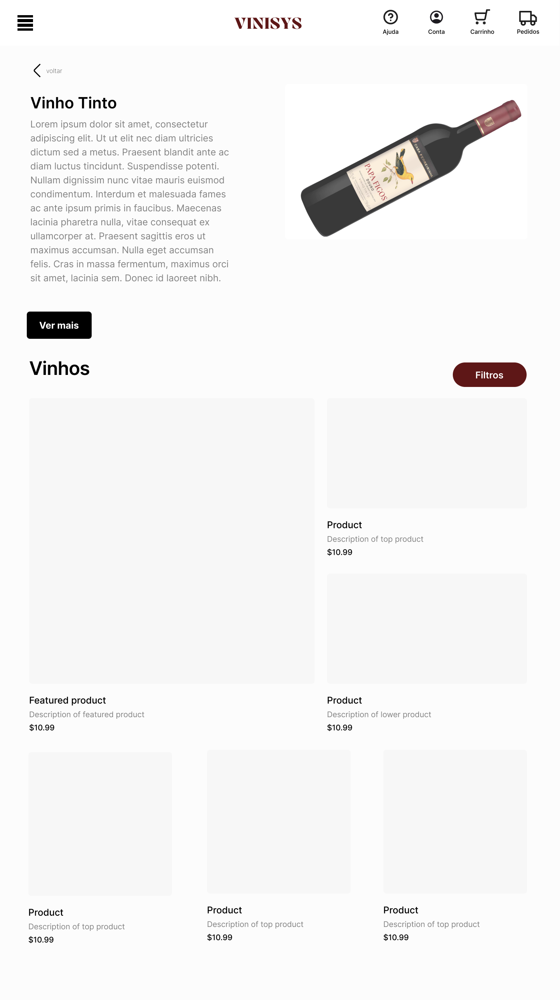 VINISYS
Ajuda
Conta
Carrinho
Pedidos
voltar
Vinho Tinto
Lorem ipsum dolor sit amet, consectetur
adipiscing elit. Ut ut elit nec diam ultricies
dictum sed a metus. Praesent blandit ante ac
diam luctus tincidunt. Suspendisse potenti.
Nullam dignissim nunc vitae mauris euismod
condimentum. Interdum et malesuada fames
ac ante ipsum primis in faucibus. Maecenas
lacinia pharetra nulla, vitae consequat ex
ullamcorper at. Praesent sagittis eros ut
maximus accumsan. Nulla eget accumsan
felis. Cras in massa fermentum, maximus orci
sit amet, lacinia sem. Donec id laoreet nibh.
CASA FERREIRINHA
PAPA FIGOS
DOURO
VINHO TINTO
Ver mais
Vinhos
Filtros
Product
Description of top product
$10.99
Featured product
Description of featured product
$10.99
Product
Description of lower product
$10.99
Product
Description of top product
$10.99
Product
Description of top product
$10.99
Product
Description of top product
$10.99